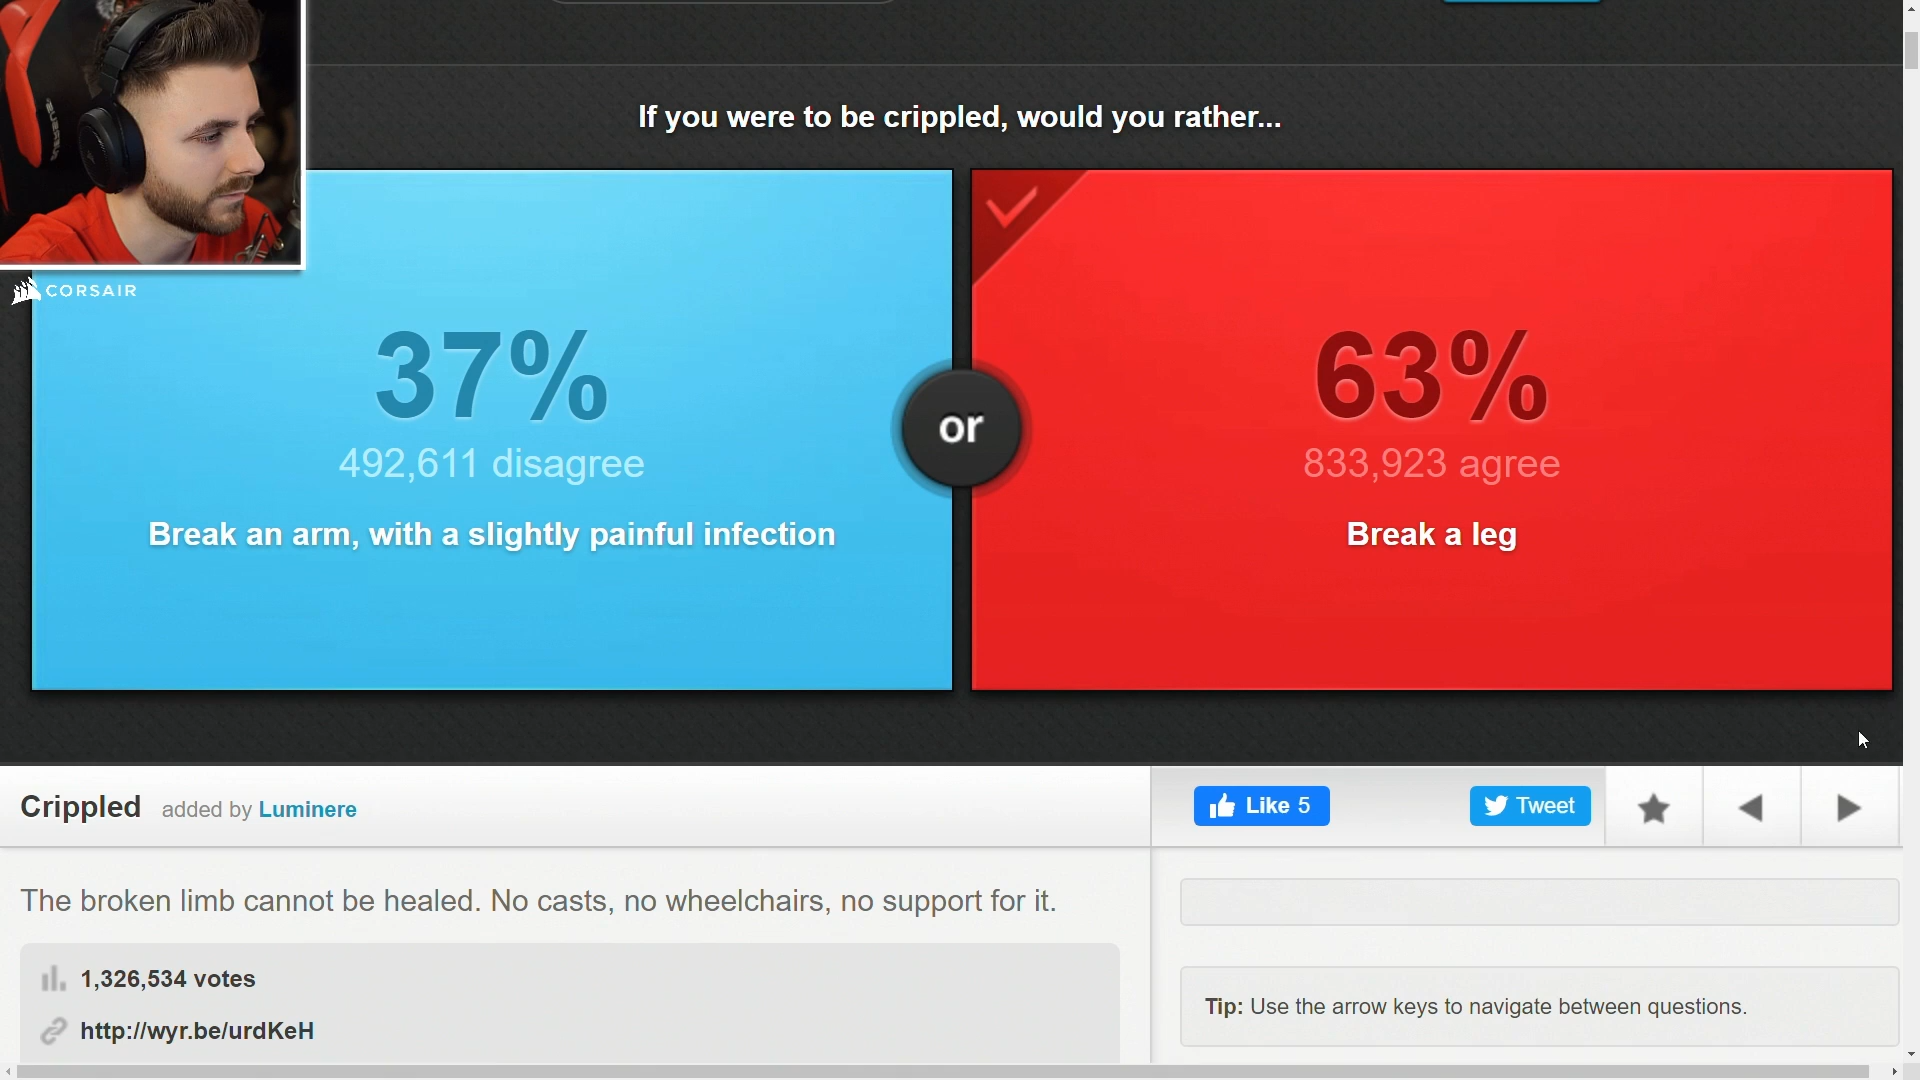 If you were to be crippled, would you rather...
CORSAIR
37%
492,611 disagree
Break an arm, with a slightly painful infection
or
63%
833,923 agree
Break a leg
Crippled added by Luminere
Like 5
Tweet
The broken limb cannot be healed. No casts, no wheelchairs, no support for it.
1,326,534 votes
http://wyr.be/urdKeH
Tip: Use the arrow keys to navigate between questions.